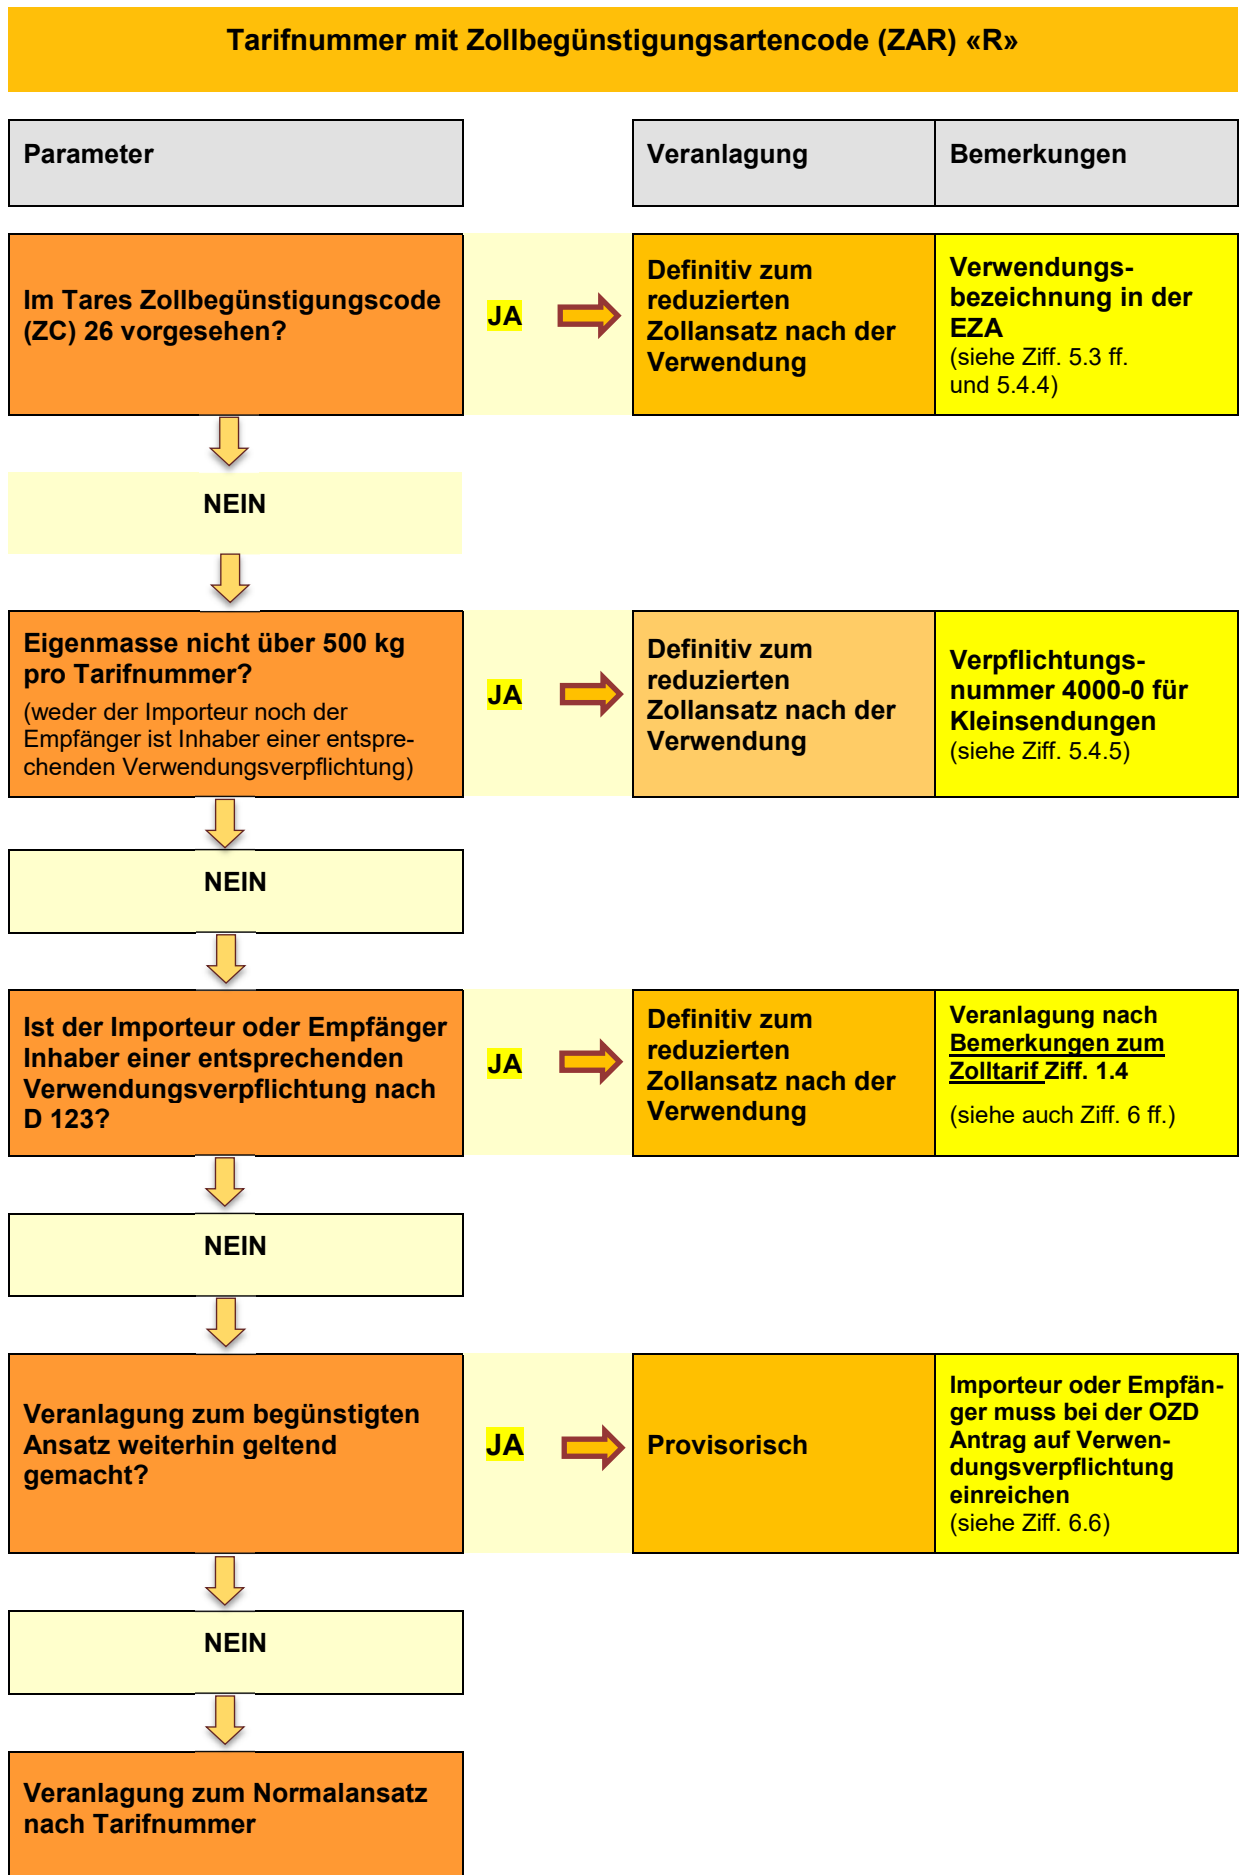 Tarifnummer mit Zollbegünstigungsartencode (ZAR) «R»
Parameter
Veranlagung
Bemerkungen
Im Tares Zollbegünstigungscode
(ZC) 26 vorgesehen?
JA
Definitiv zum
reduzierten
Zollansatz nach der
Verwendung
Verwendungs-
bezeichnung in der
EZA
(siehe Ziff. 5.3 ff.
und 5.4.4)
NEIN
Eigenmasse nicht über 500 kg
pro Tarifnummer?
(weder der Importeur noch der
Empfänger ist Inhaber einer entspre-
chenden Verwendungsverpflichtung)
JA
Definitiv zum
reduzierten
Zollansatz nach der
Verwendung
Verpflichtungs-
nummer 4000-0 für
Kleinsendungen
(siehe Ziff. 5.4.5)
NEIN
Ist der Importeur oder Empfänger
Inhaber einer entsprechenden
Verwendungsverpflichtung nach
D 123?
JA
Definitiv zum
reduzierten
Zollansatz nach der
Verwendung
Veranlagung nach
Bemerkungen zum
Zolltarif Ziff. 1.4
(siehe auch Ziff. 6 ff.)
NEIN
Veranlagung zum begünstigten
Ansatz weiterhin geltend
gemacht?
JA
Provisorisch
Importeur oder Empfän-
ger muss bei der OZD
Antrag auf Verwen-
dungsverpflichtung
einreichen
(siehe Ziff. 6.6)
NEIN
Veranlagung zum Normalansatz
nach Tarifnummer